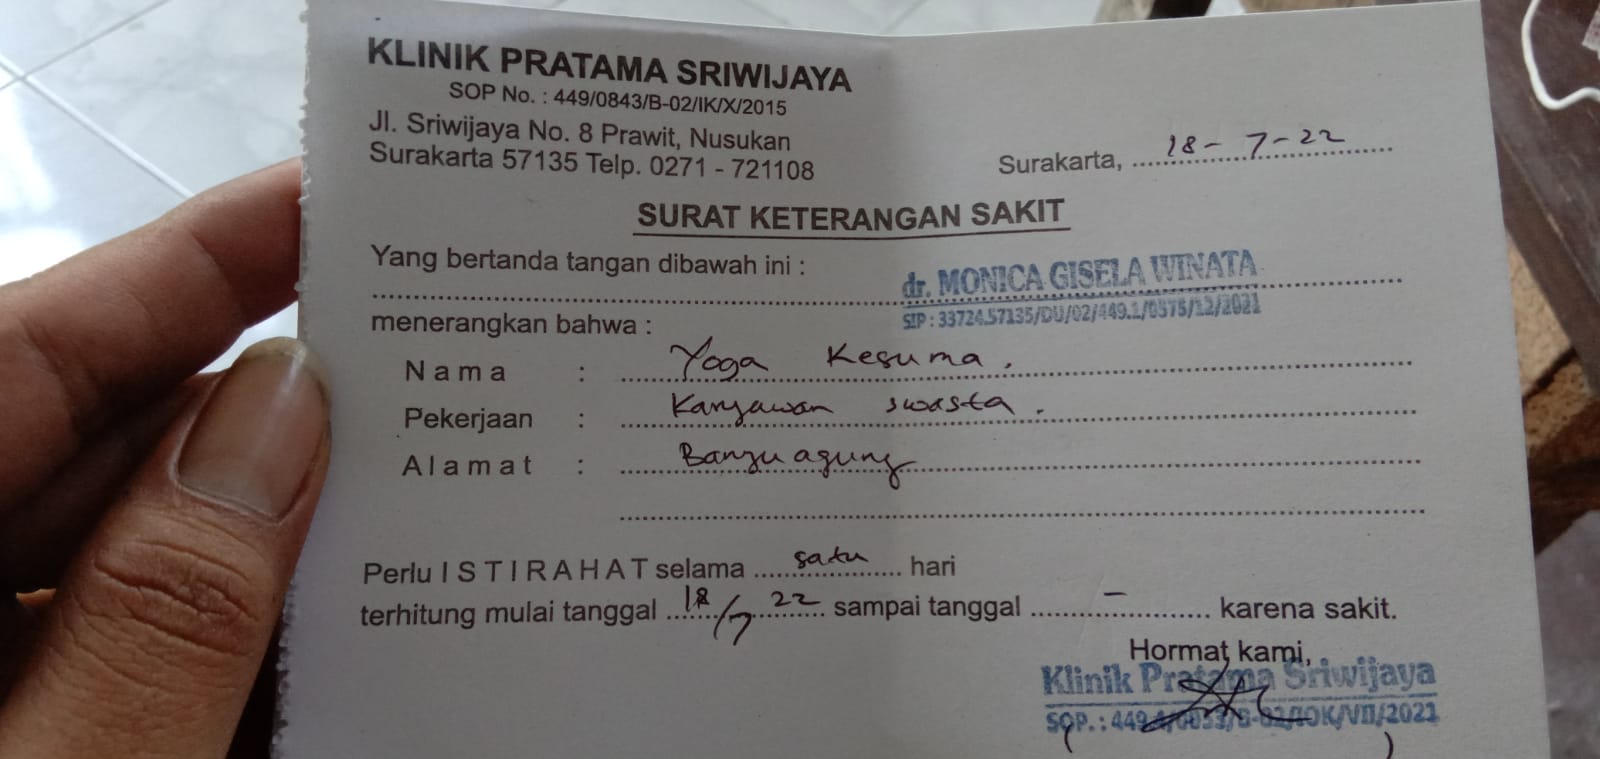 KLINIK PRATAMA SRIWIJAYA
SOP No. : 449/0843/B-02/IK/X/2015
Jl. Sriwijaya No. 8 Prawit, Nusukan
Surakarta 57135 Telp. 0271 - 721108
Surakarta, 18 - 7 - 22
SURAT KETERANGAN SAKIT
Yang bertanda tangan dibawah ini :
dr. MONICA GISELA WINATA
SIP : 33724.57135/DU/02/449.1/0575/12/2021
menerangkan bahwa :
Nama : Yoga Kesuma.
Pekerjaan : Karyawan swasta.
Alamat : Banyuagung
Perlu ISTIRAHAT selama satu hari
terhitung mulai tanggal 18/7 22 sampai tanggal - karena sakit.
Hormat kami,
Klinik Pratama Sriwijaya
SOP. : 449 /IOK/VII/2021
( )